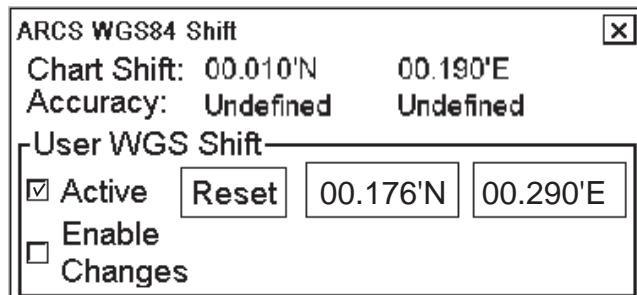 ARCS WGS84 Shift
Chart Shift: 00.010'N 00.190'E
Accuracy: Undefined Undefined
User WGS Shift
Active Reset 00.176'N 00.290'E
Enable
Changes